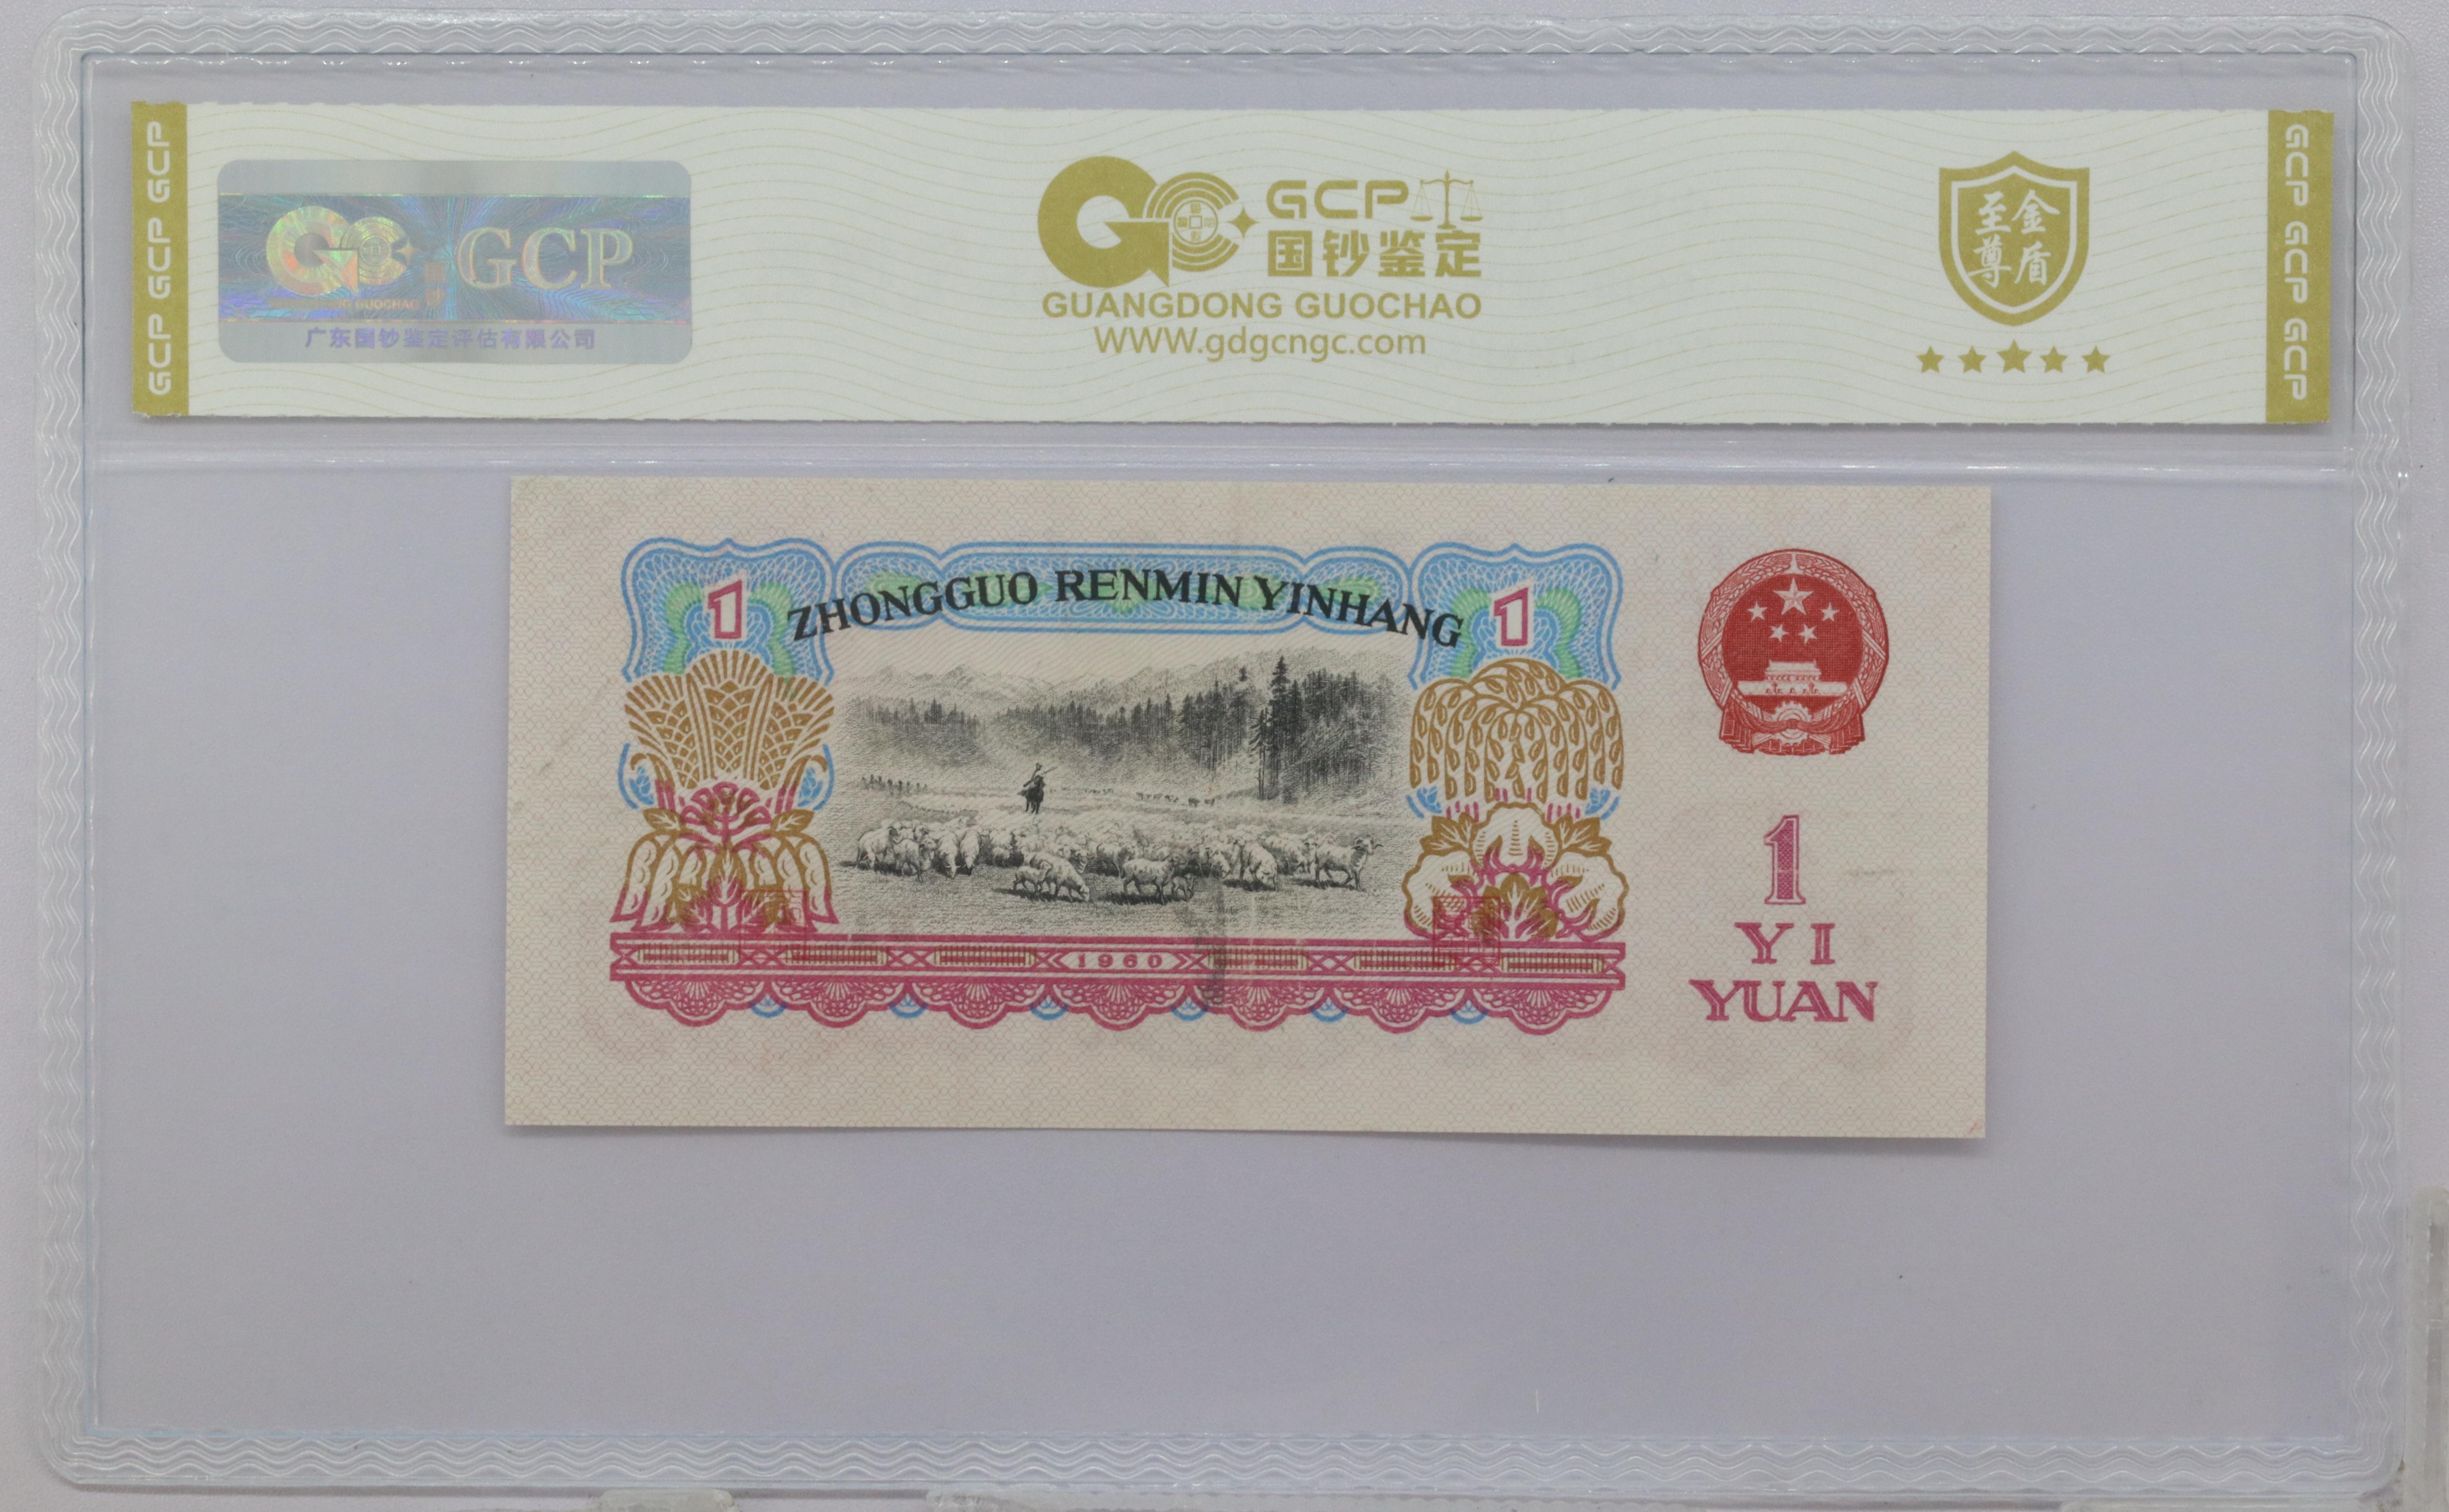 GCP GCP GCP
GCP
GUANGDONG GUOCHAO
广东国钞鉴定评估有限公司
GCP
国钞鉴定
GUANGDONG GUOCHAO
WWW.gdgcngc.com
至尊金盾
GCP GCP GCP
1
ZHONGGUO RENMIN YINHANG
1
1960
1
YI
YUAN